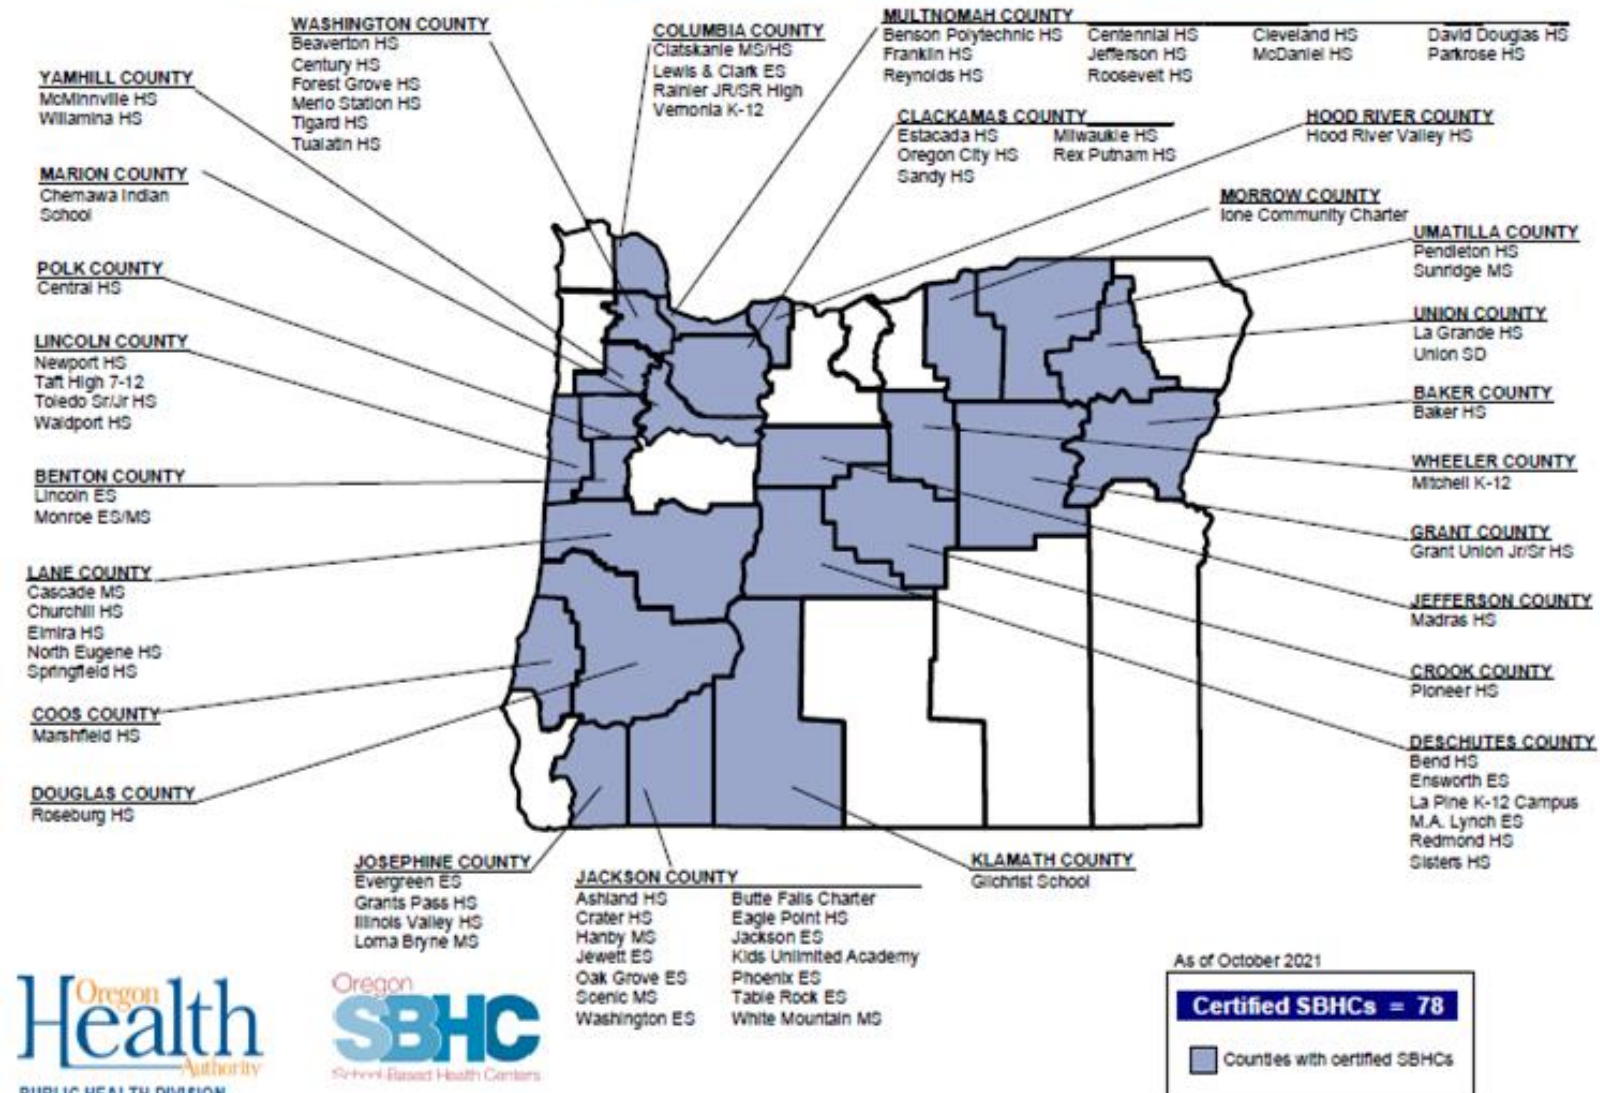 WASHINGTON COUNTY
Beaverton HS
Century HS
Forest Grove HS
Merlo Station HS
Tigard HS
Tualatin HS
COLUMBIA COUNTY
Clatskanie MS/HS
Lewis & Clark ES
Rainier JR/SR High
Vernonia K-12
MULTNOMAH COUNTY
Benson Polytechnic HS Centennial HS Cleveland HS David Douglas HS
Franklin HS Jefferson HS McDaniel HS Parkrose HS
Reynolds HS Roosevelt HS
YAMHILL COUNTY
McMinnville HS
Willamina HS
CLACKAMAS COUNTY
Estacada HS Milwaukie HS
Oregon City HS Rex Putnam HS
Sandy HS
HOOD RIVER COUNTY
Hood River Valley HS
MARION COUNTY
Chemawa Indian
School
MORROW COUNTY
Ione Community Charter
UMATILLA COUNTY
Pendleton HS
Sunridge MS
POLK COUNTY
Central HS
UNION COUNTY
La Grande HS
Union SD
LINCOLN COUNTY
Newport HS
Taft High 7-12
Toledo Sr/Jr HS
Waldport HS
BAKER COUNTY
Baker HS
WHEELER COUNTY
Mitchell K-12
BENTON COUNTY
Lincoln ES
Monroe ES/MS
GRANT COUNTY
Grant Union Jr/Sr HS
LANE COUNTY
Cascade MS
Churchill HS
Elmira HS
North Eugene HS
Springfield HS
JEFFERSON COUNTY
Madras HS
CROOK COUNTY
Pioneer HS
COOS COUNTY
Marshfield HS
DESCHUTES COUNTY
Bend HS
Ensworth ES
La Pine K-12 Campus
M.A. Lynch ES
Redmond HS
Sisters HS
DOUGLAS COUNTY
Roseburg HS
JOSEPHINE COUNTY
Evergreen ES
Grants Pass HS
Illinois Valley HS
Lorna Bryne MS
JACKSON COUNTY
Ashland HS Butte Falls Charter
Crater HS Eagle Point HS
Hanby MS Jackson ES
Jewett ES Kids Unlimited Academy
Oak Grove ES Phoenix ES
Scenic MS Table Rock ES
Washington ES White Mountain MS
KLAMATH COUNTY
Gilchrist School
As of October 2021
Certified SBHCs = 78
Counties with certified SBHCs
Oregon
Health
Authority
PUBLIC HEALTH DIVISION
Oregon
SBHC
School-Based Health Centers